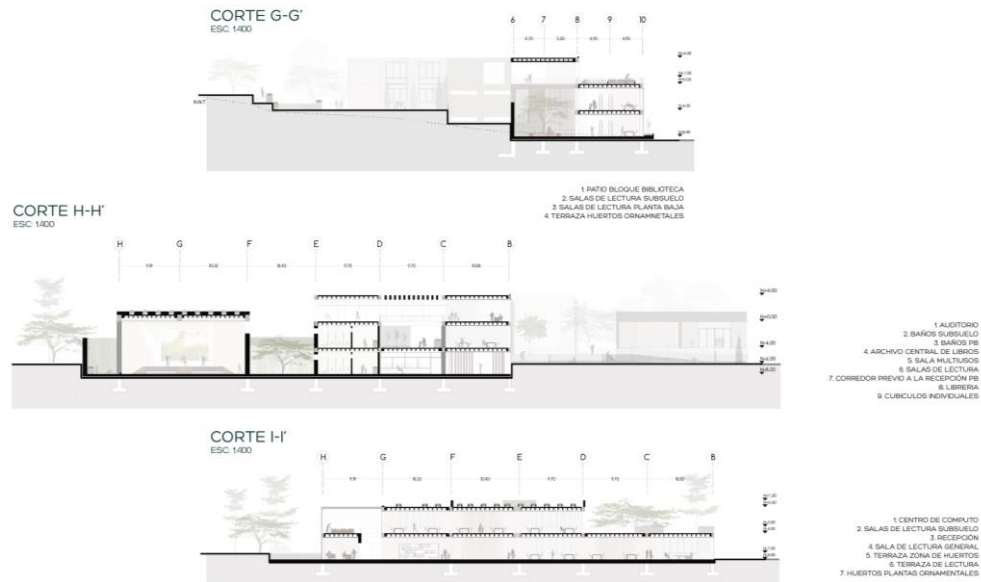 CORTE G-G'
ESC: 1:400
6 7 8 9 10
N.N.T
1. PATIO BLOQUE BIBLIOTECA
2. SALAS DE LECTURA SUBSUELO
3. SALAS DE LECTURA PLANTA BAJA
4. TERRAZA HUERTOS ORNAMNETALES
CORTE H-H'
ESC: 1:400
H G F E D C B
1. AUDITORIO
2. BAÑOS SUBSUELO
3. BAÑOS PB
4. ARCHIVO CENTRAL DE LIBROS
5. SALA MULTIUSOS
6. SALAS DE LECTURA
7. CORREDOR PREVIO A LA RECEPCIÓN PB
8. LIBRERIA
9. CUBICULOS INDIVIDUALES
CORTE I-I'
ESC: 1:400
H G F E D C B
1. CENTRO DE COMPUTO
2. SALAS DE LECTURA SUBSUELO
3. RECEPCIÓN
4. SALA DE LECTURA GENERAL
5. TERRAZA ZONA DE HUERTOS
6. TERRAZA DE LECTURA
7. HUERTOS PLANTAS ORNAMENTALES